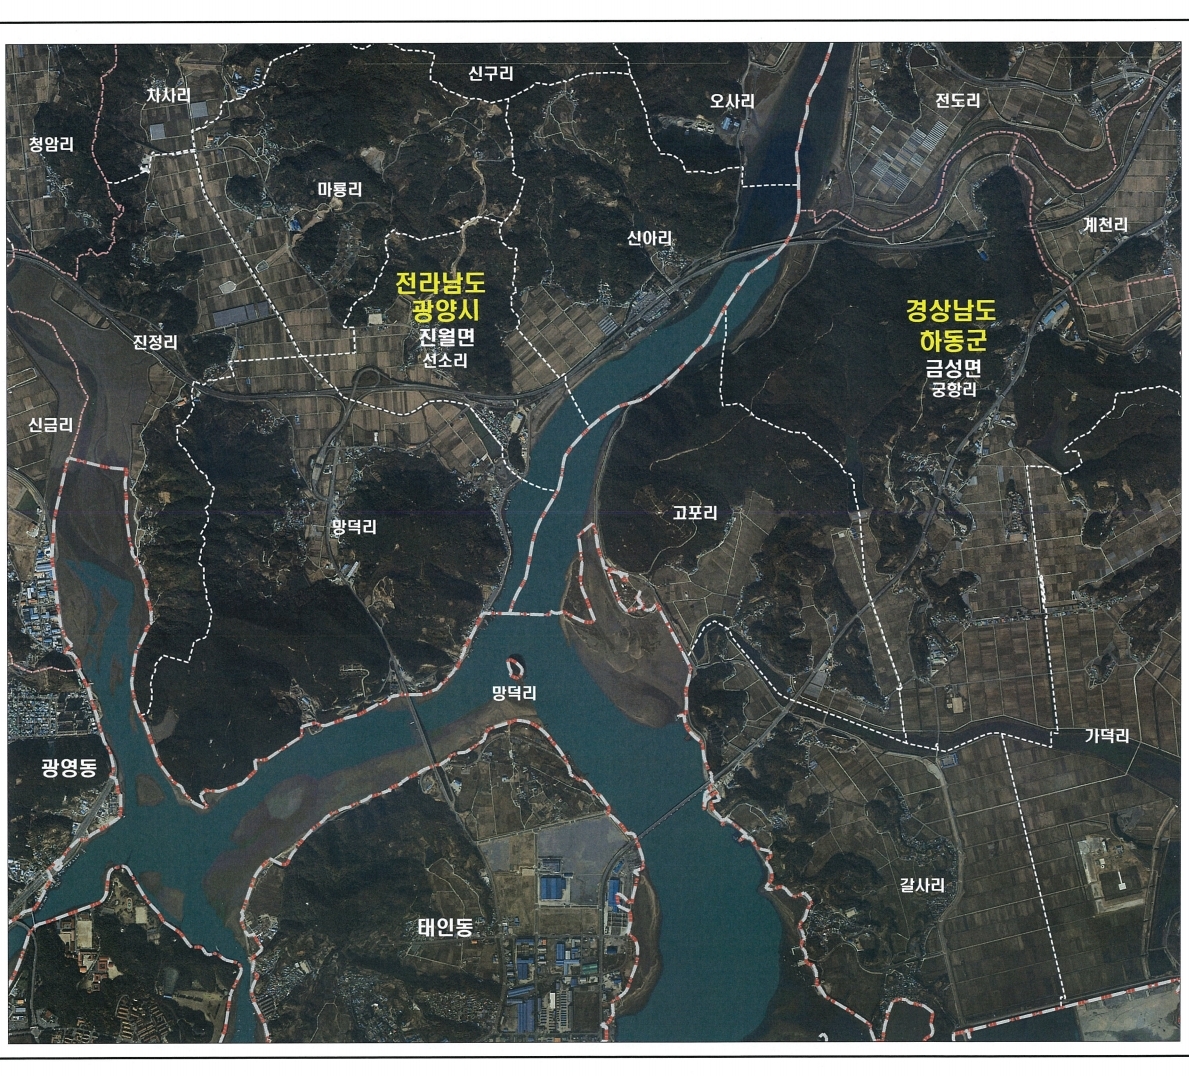 신구리
차사리
오사리
전도리
청암리
마룡리
계천리
신아리
전라남도
광양시
진월면
선소리
경상남도
하동군
금성면
궁항리
진정리
신금리
고포리
망덕리
망덕리
가덕리
광영동
갈사리
태인동